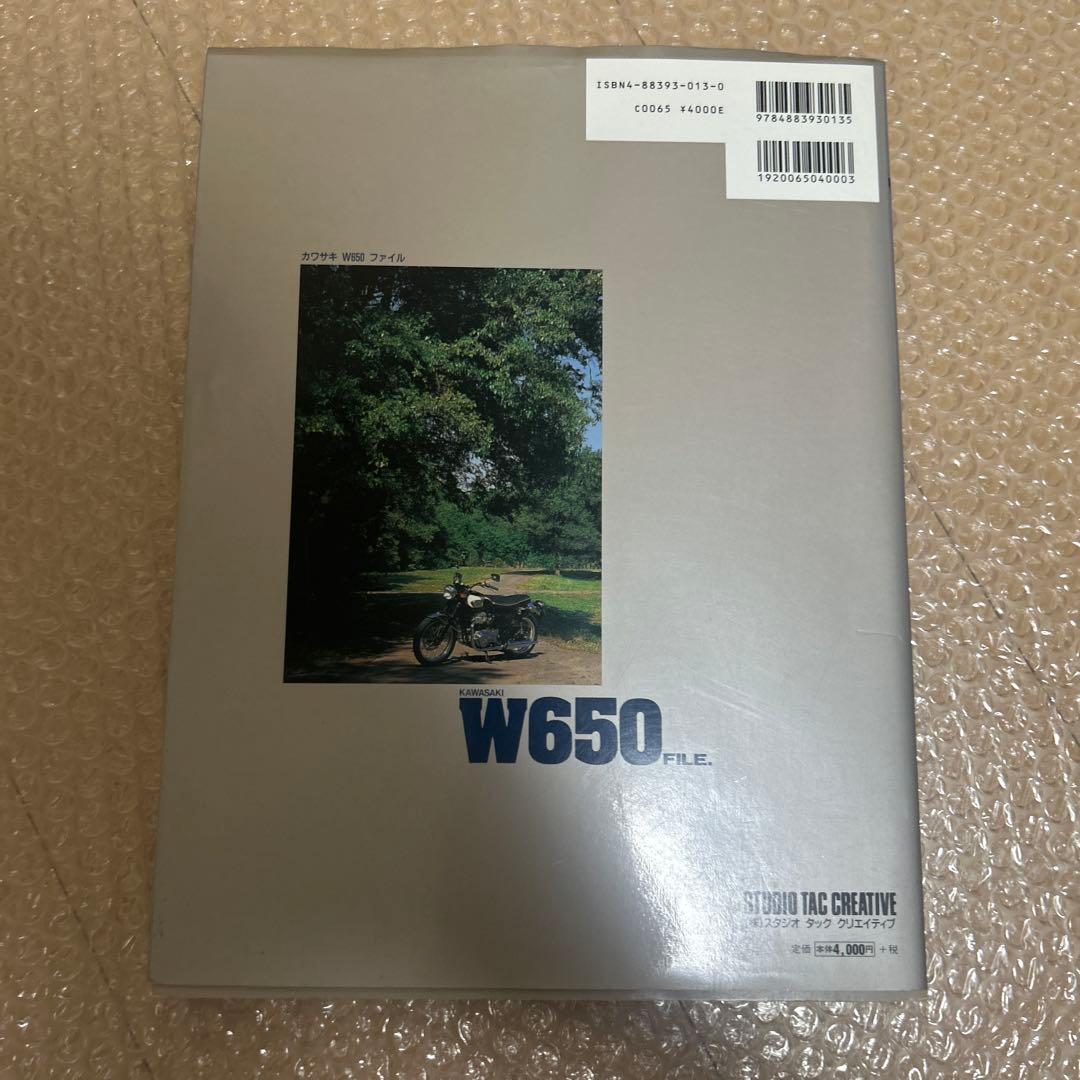 ISBN4-88393-013-0
C0065 ¥4000E
9784883930135
1920065040003
カワサキ W650 ファイル
KAWASAKI
W650 FILE.
STUDIO TAC CREATIVE
(株)スタジオ タック クリエイティブ
定価 本体4,000円 +税